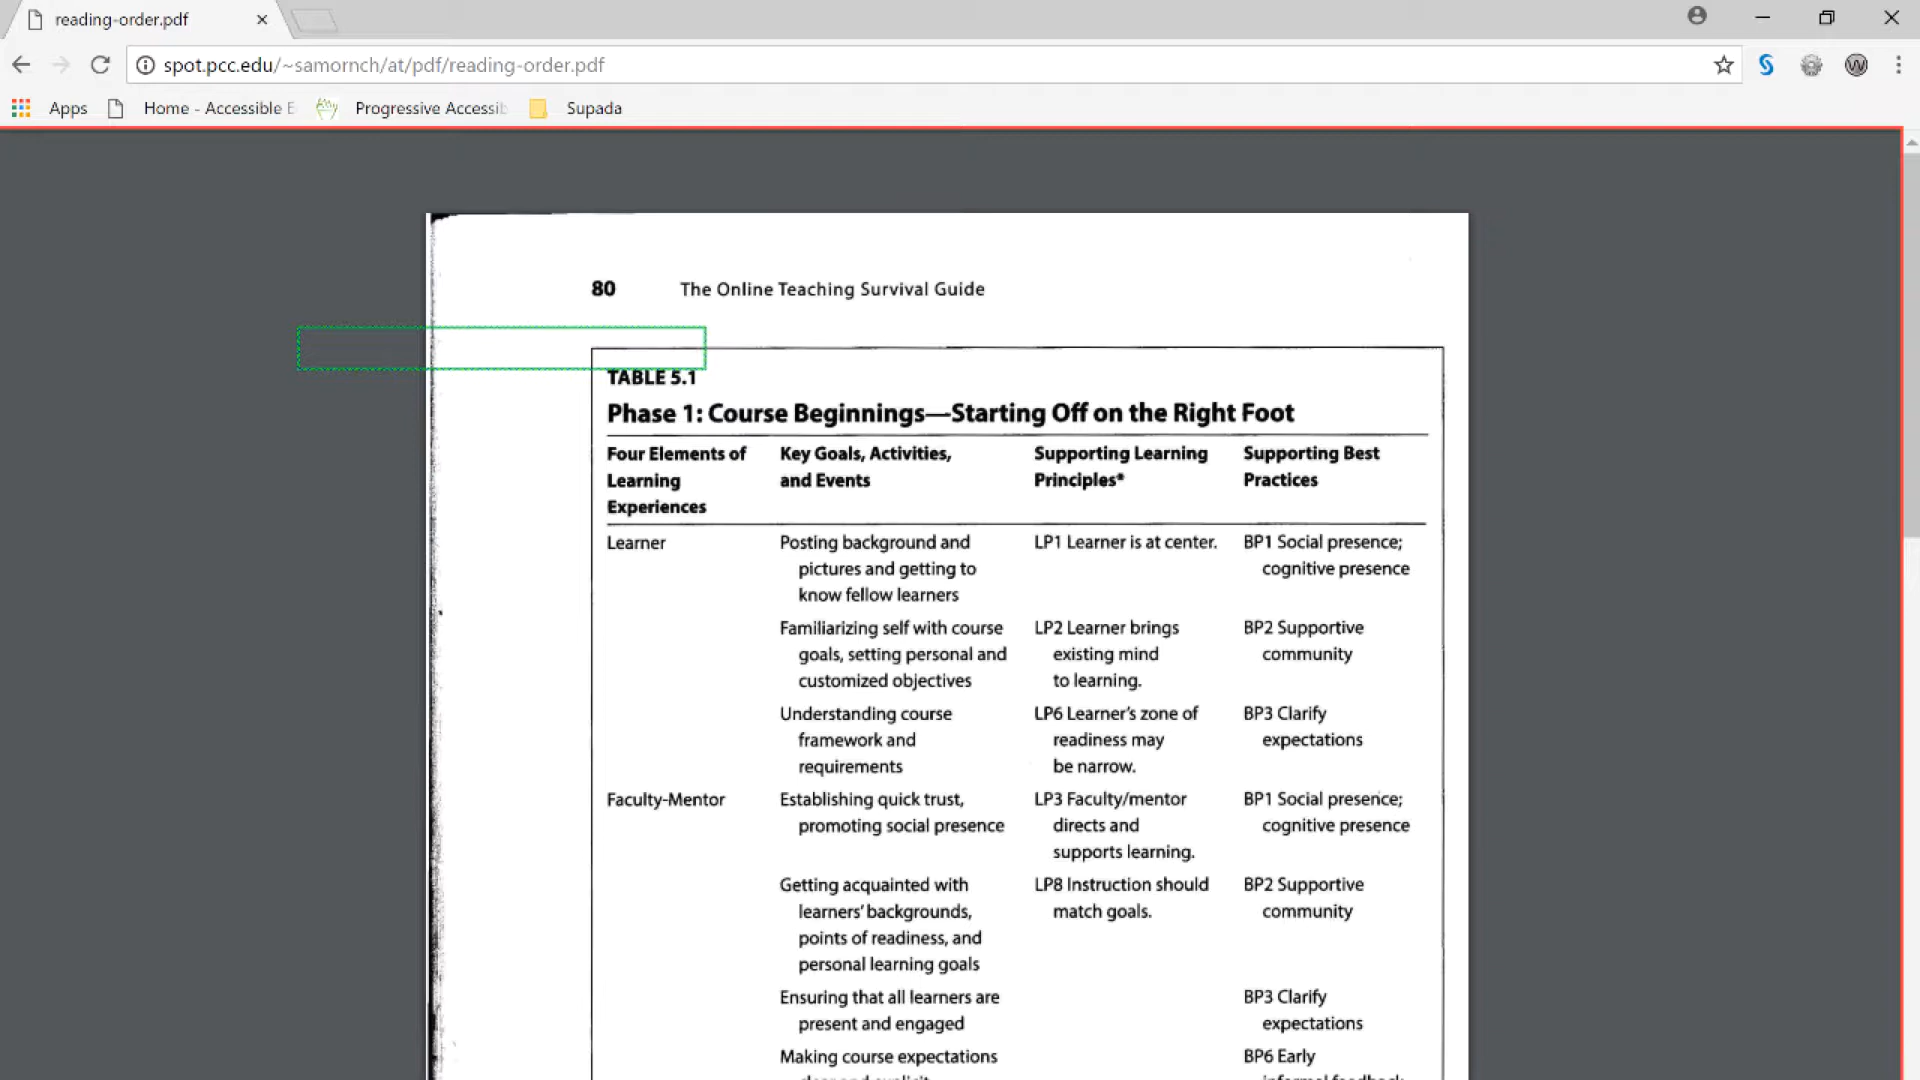 reading-order.pdf
spot.pcc.edu/~samornch/at/pdf/reading-order.pdf
Apps Home - Accessible E Progressive Accessib Supada
80 The Online Teaching Survival Guide
TABLE 5.1
Phase 1: Course Beginnings—Starting Off on the Right Foot
Four Elements of Key Goals, Activities, Supporting Learning Supporting Best
Learning and Events Principles* Practices
Experiences
Learner Posting background and LP1 Learner is at center. BP1 Social presence;
pictures and getting to cognitive presence
know fellow learners
Familiarizing self with course LP2 Learner brings BP2 Supportive
goals, setting personal and existing mind community
customized objectives to learning.
Understanding course LP6 Learner's zone of BP3 Clarify
framework and readiness may expectations
requirements be narrow.
Faculty-Mentor Establishing quick trust, LP3 Faculty/mentor BP1 Social presence;
promoting social presence directs and cognitive presence
supports learning.
Getting acquainted with LP8 Instruction should BP2 Supportive
learners' backgrounds, match goals. community
points of readiness, and
personal learning goals
Ensuring that all learners are BP3 Clarify
present and engaged expectations
Making course expectations BP6 Early
informal feedback